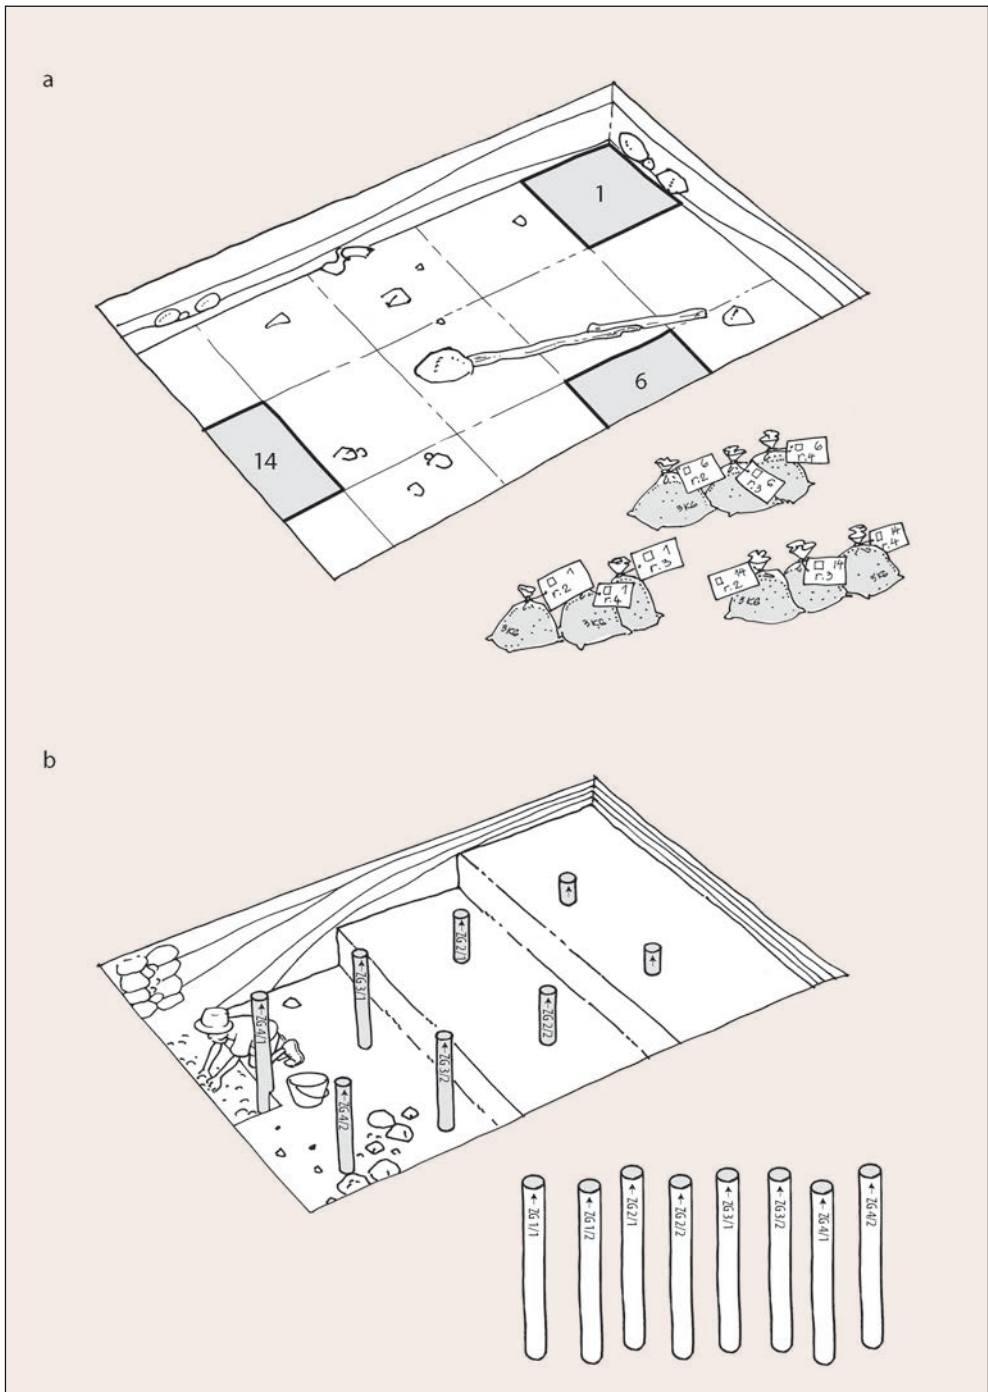 a
1
6
14
□ 6
r.2
3 KG
□ 6
r.3
□ 6
r.4
□ 1
r.2
3 KG
□ 1
r.4
3 KG
□ 1
r.3
□ 14
r.2
3 KG
□ 14
r.3
□ 14
r.4
3 KG
b
←
←
←ZG 2/1
←ZG 2/2
←ZG 3/1
←ZG 3/2
←ZG 4/1
←ZG 4/2
← ZG 1/1
← ZG 1/2
← ZG 2/1
← ZG 2/2
← ZG 3/1
← ZG 3/2
← ZG 4/1
← ZG 4/2